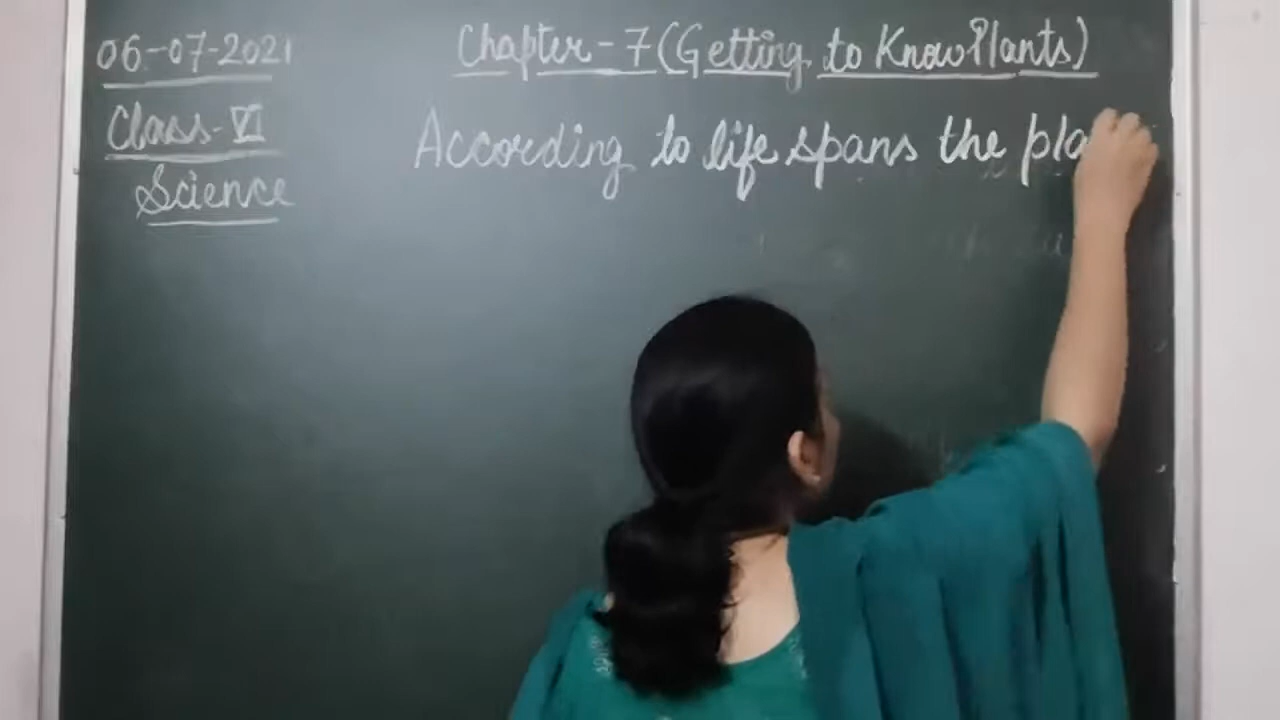 06-07-2021
Chapter-7(Getting to Know Plants)
Class-VI
Science
According to life spans the pla